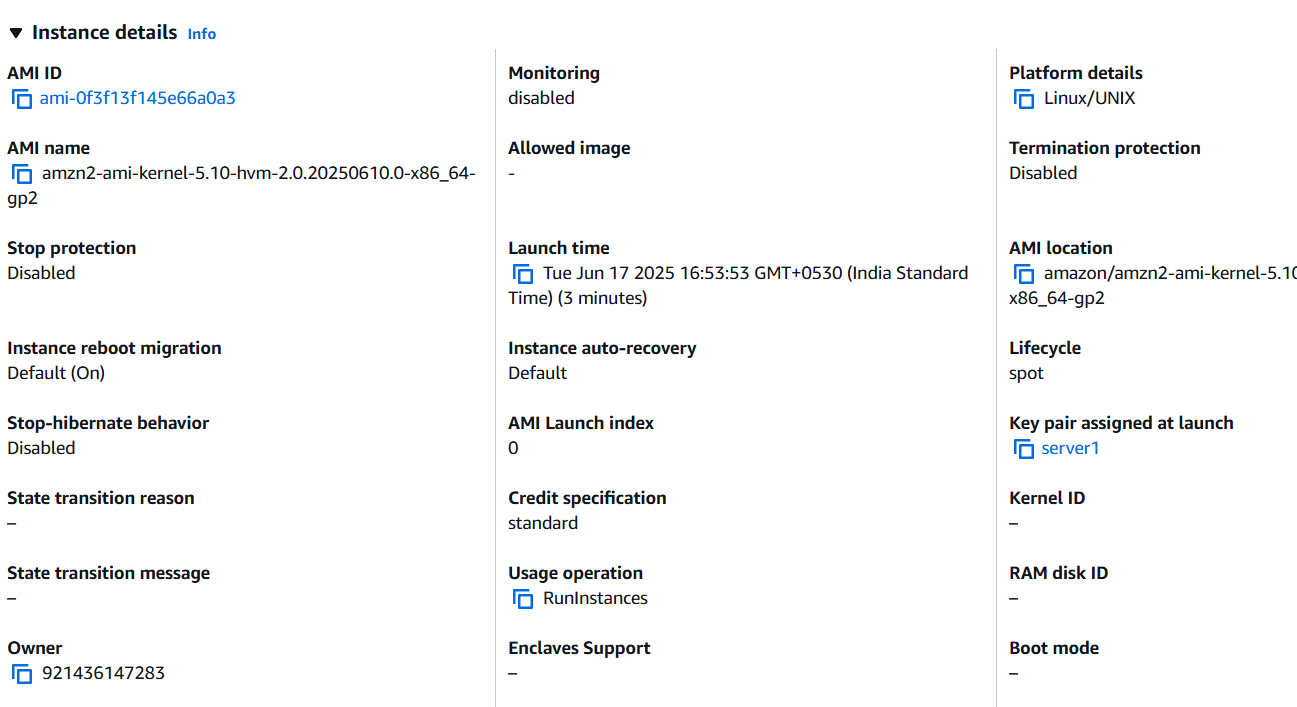 Instance details Info
AMI ID
ami-0f3f13f145e66a0a3
AMI name
amzn2-ami-kernel-5.10-hvm-2.0.20250610.0-x86_64-
gp2
Stop protection
Disabled
Instance reboot migration
Default (On)
Stop-hibernate behavior
Disabled
State transition reason
–
State transition message
–
Owner
921436147283
Monitoring
disabled
Allowed image
-
Launch time
Tue Jun 17 2025 16:53:53 GMT+0530 (India Standard
Time) (3 minutes)
Instance auto-recovery
Default
AMI Launch index
0
Credit specification
standard
Usage operation
RunInstances
Enclaves Support
–
Platform details
Linux/UNIX
Termination protection
Disabled
AMI location
amazon/amzn2-ami-kernel-5.10
x86_64-gp2
Lifecycle
spot
Key pair assigned at launch
server1
Kernel ID
–
RAM disk ID
–
Boot mode
–